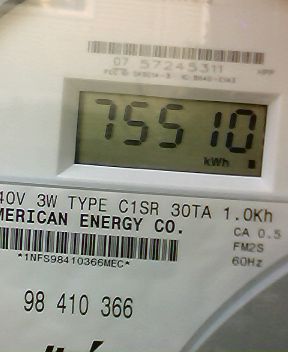 07 57245311
75510
kWh
40V 3W TYPE C1SR 30TA 1.0Kh
MERICAN ENERGY CO.
CA 0.5
FM2S
60Hz
*1NFS98410366MEC*
98 410 366